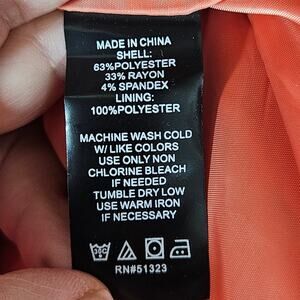 MADE IN CHINA
SHELL:
63%POLYESTER
33% RAYON
4% SPANDEX
LINING:
100%POLYESTER
MACHINE WASH COLD
W/ LIKE COLORS
USE ONLY NON
CHLORINE BLEACH
IF NEEDED
TUMBLE DRY LOW
USE WARM IRON
IF NECESSARY
RN#51323